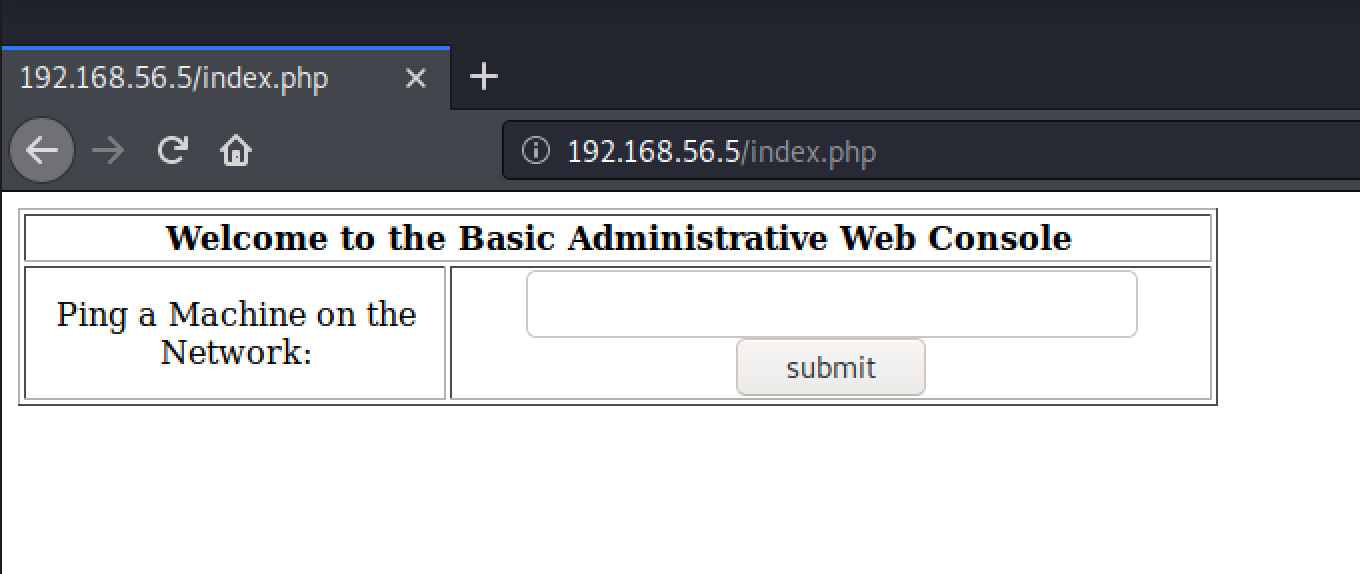 192.168.56.5/index.php
192.168.56.5/index.php
Welcome to the Basic Administrative Web Console
Ping a Machine on the
Network:
submit